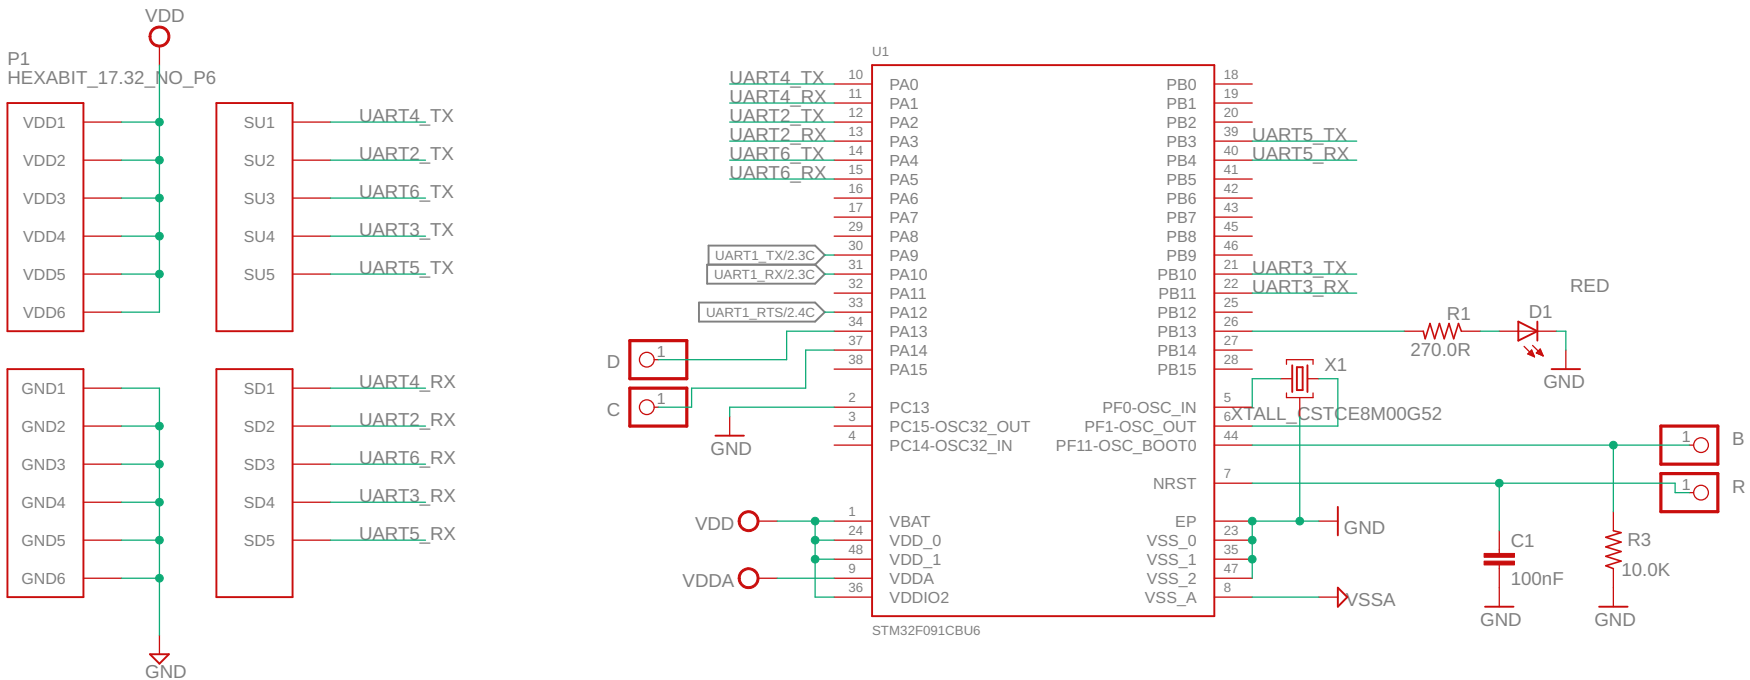 VDD
P1
HEXABIT_17.32_NO_P6
VDD1
VDD2
VDD3
VDD4
VDD5
VDD6
SU1 UART4_TX
SU2 UART2_TX
SU3 UART6_TX
SU4 UART3_TX
SU5 UART5_TX
GND1
GND2
GND3
GND4
GND5
GND6
GND
SD1 UART4_RX
SD2 UART2_RX
SD3 UART6_RX
SD4 UART3_RX
SD5 UART5_RX
U1
UART4_TX 10 PA0
UART4_RX 11 PA1
UART2_TX 12 PA2
UART2_RX 13 PA3
UART6_TX 14 PA4
UART6_RX 15 PA5
16 PA6
17 PA7
29 PA8
UART1_TX/2.3C 30 PA9
UART1_RX/2.3C 31 PA10
32 PA11
UART1_RTS/2.4C 33 PA12
34 PA13
37 PA14
38 PA15
D 1
C 1
2 PC13
3 PC15-OSC32_OUT
4 PC14-OSC32_IN
GND
VDD 1 VBAT
24 VDD_0
48 VDD_1
VDDA 9 VDDA
36 VDDIO2
STM32F091CBU6
PB0 18
PB1 19
PB2 20
PB3 39 UART5_TX
PB4 40 UART5_RX
PB5 41
PB6 42
PB7 43
PB8 45
PB9 46
PB10 21 UART3_TX
PB11 22 UART3_RX
PB12 25
PB13 26
PB14 27
PB15 28
PF0-OSC_IN 5
PF1-OSC_OUT 6
PF11-OSC_BOOT0 44
NRST 7
EP
VSS_0 23
VSS_1 35
VSS_2 47
VSS_A 8
X1
XTALL_CSTCE8M00G52
R1
270.0R
D1
RED
GND
1 B
1 R
GND
VSSA
C1
100nF
GND
R3
10.0K
GND